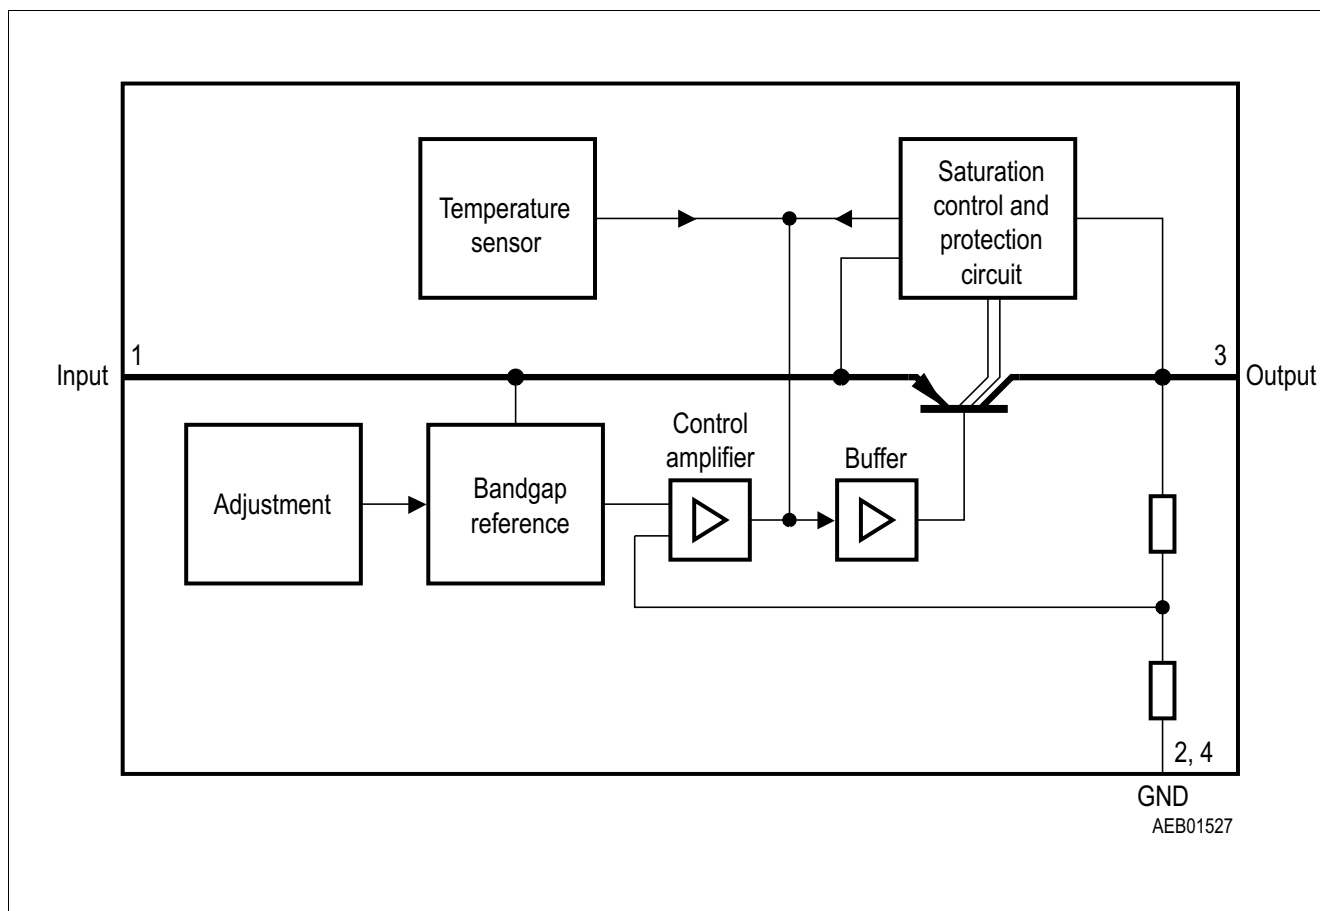 Temperature
sensor
Saturation
control and
protection
circuit
1
3
Input
Output
Adjustment
Bandgap
reference
Control
amplifier
Buffer
2, 4
GND
AEB01527